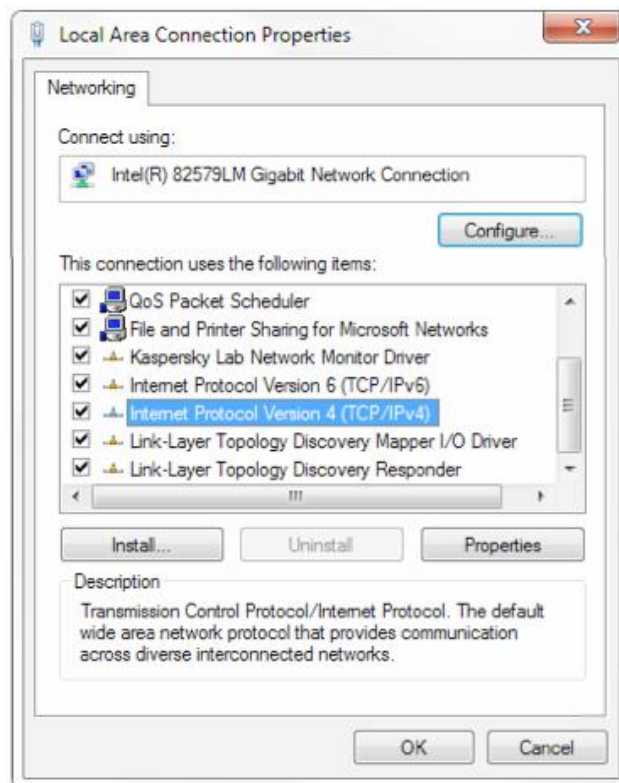 Local Area Connection Properties
Networking
Connect using:
Intel(R) 82579LM Gigabit Network Connection
Configure...
This connection uses the following items:
QoS Packet Scheduler
File and Printer Sharing for Microsoft Networks
Kaspersky Lab Network Monitor Driver
Internet Protocol Version 6 (TCP/IPv6)
Internet Protocol Version 4 (TCP/IPv4)
Link-Layer Topology Discovery Mapper I/O Driver
Link-Layer Topology Discovery Responder
Install...
Uninstall
Properties
Description
Transmission Control Protocol/Internet Protocol. The default
wide area network protocol that provides communication
across diverse interconnected networks.
OK
Cancel